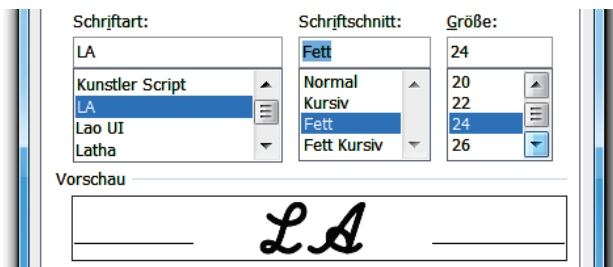 Schriftart: Schriftschnitt: Größe:
LA Fett 24
Kunstler Script Normal 20
LA Kursiv 22
Lao UI Fett 24
Latha Fett Kursiv 26
Vorschau
LA